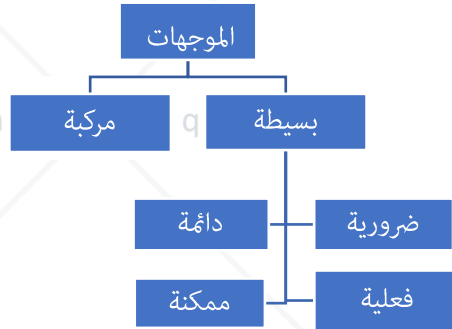 الموجهات
بسيطة
مركبة
ضرورية
دائمة
فعلية
ممكنة